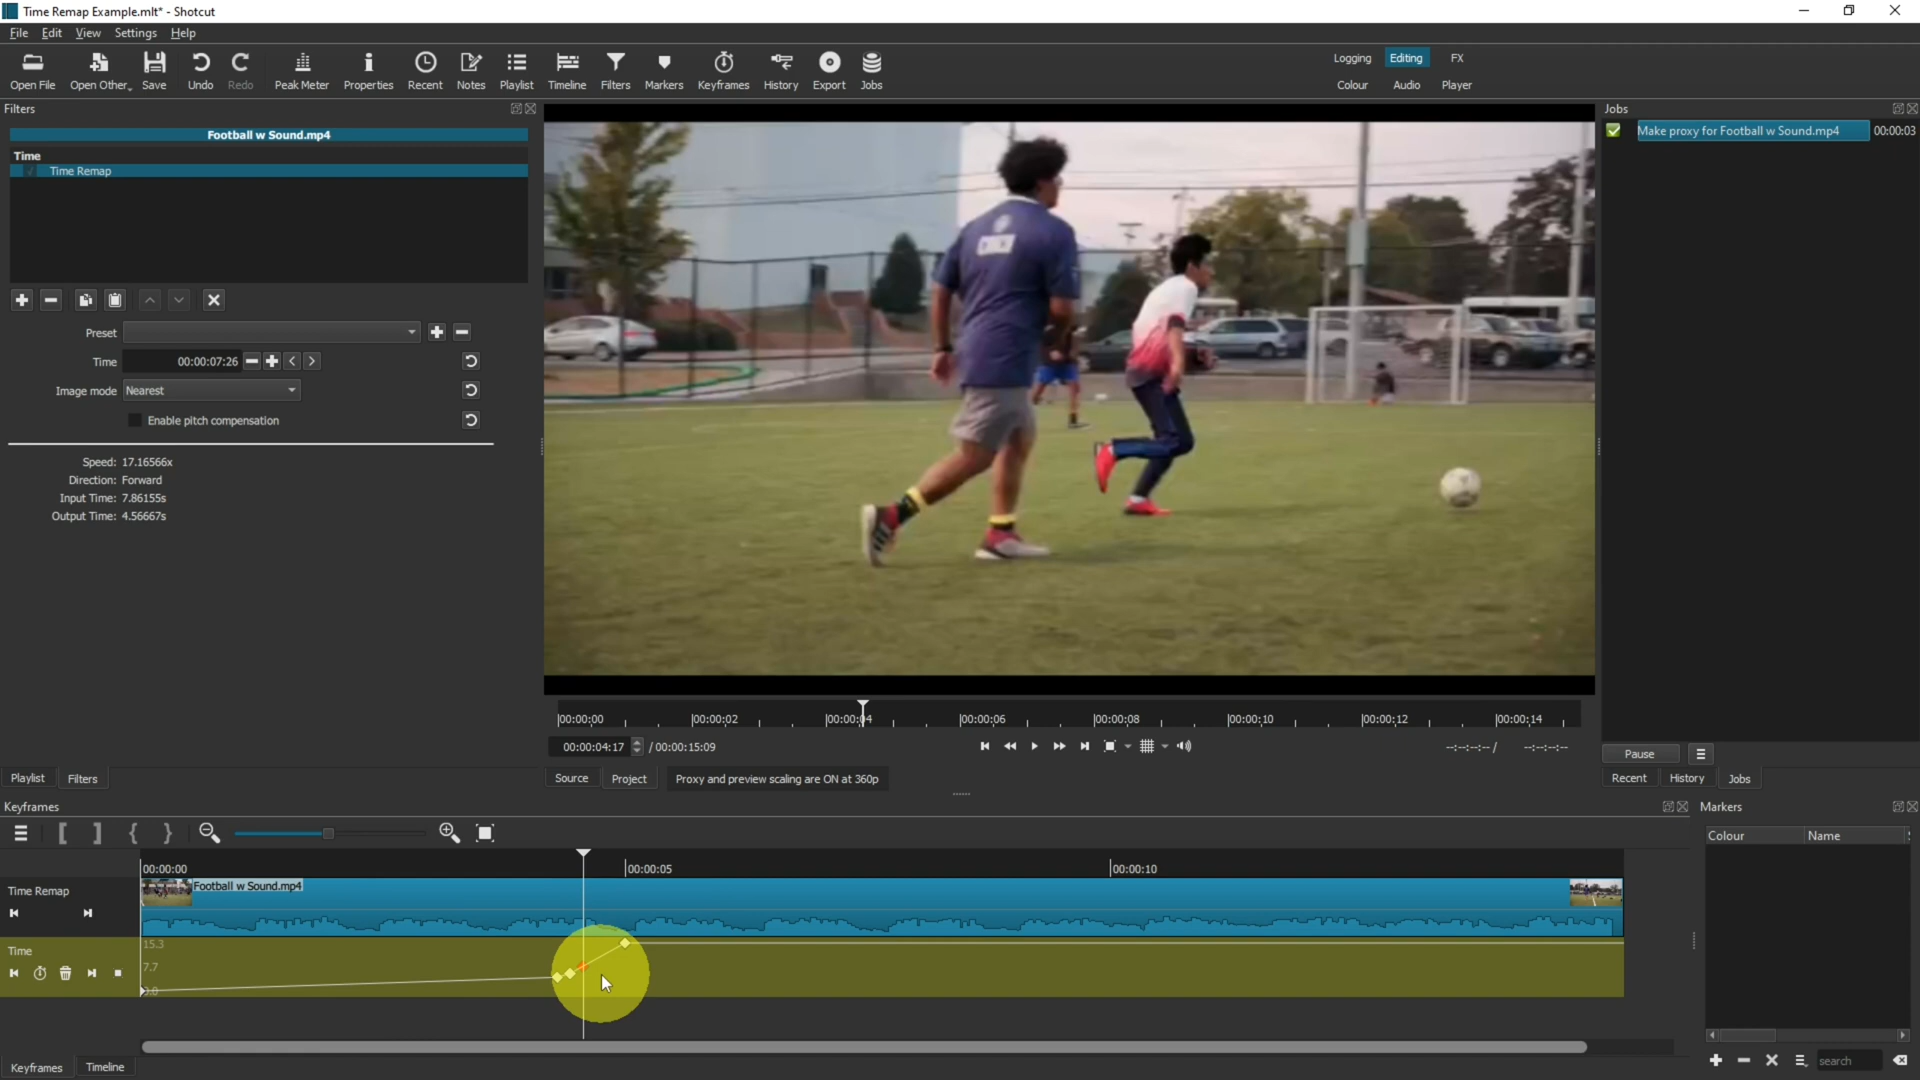 Time Remap Example.mlt* - Shotcut
File Edit View Settings Help
Open File Open Other... Save Undo Redo Peak Meter Properties Recent Notes Playlist Timeline Filters Markers Keyframes History Export Jobs
Logging Editing FX
Colour Audio Player
Filters
Football w Sound.mp4
Time
Time Remap
Preset
Time 00:00:07:26
Image mode Nearest
Enable pitch compensation
Speed: 17.16566x
Direction: Forward
Input Time: 7.86155s
Output Time: 4.56667s
Playlist Filters
00:00:00 00:00:02 00:00:04 00:00:06 00:00:08 00:00:10 00:00:12 00:00:14
00:00:04:17 / 00:00:15:09
--:--:--:-- / --:--:--:--
Source Project Proxy and preview scaling are ON at 360p
Jobs
Make proxy for Football w Sound.mp4 00:00:03
Pause
Recent History Jobs
Keyframes
00:00:00 00:00:05 00:00:10
Time Remap
Football w Sound.mp4
Time
15.3
7.7
0.0
Keyframes Timeline
Markers
Colour Name
search